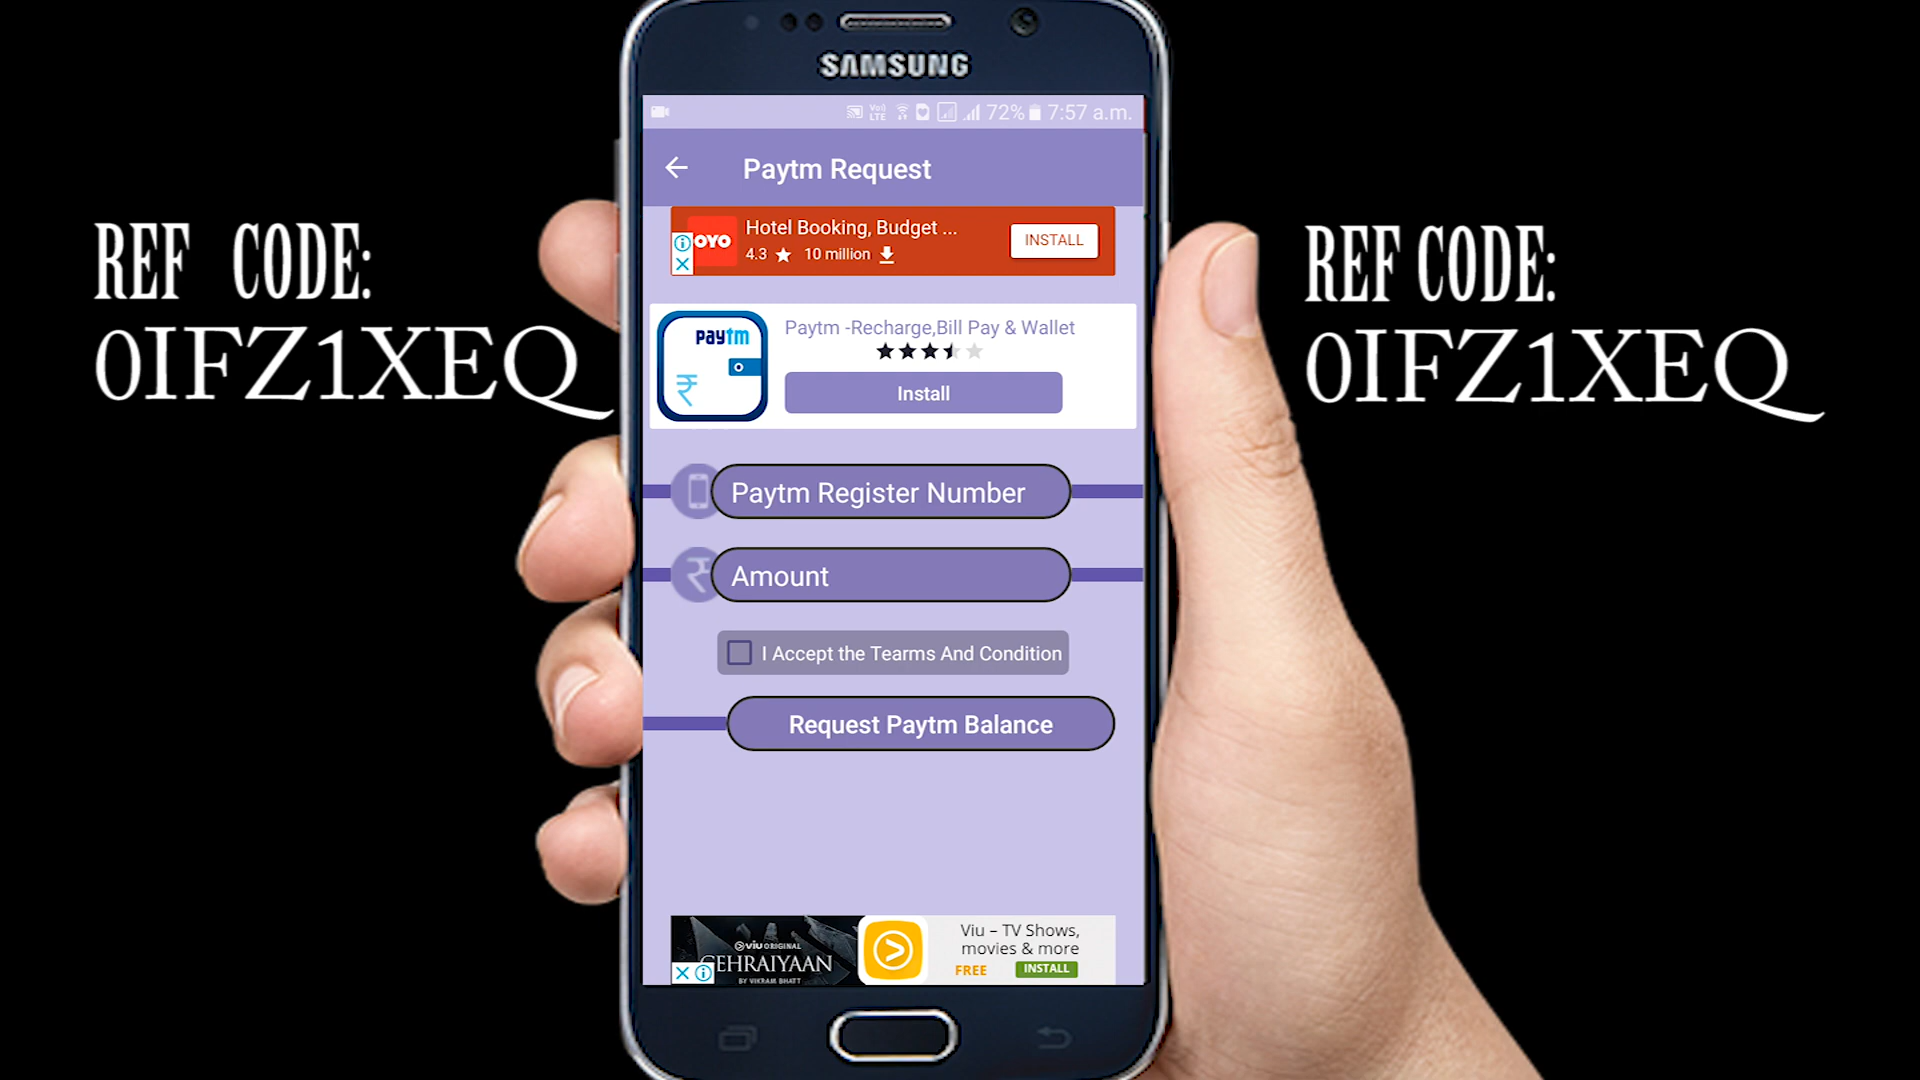 SAMSUNG
VoLTE 72% 7:57 a.m.
Paytm Request
OYO
Hotel Booking, Budget ...
4.3 ★ 10 million
INSTALL
REF CODE:
0IFZ1XEQ
REF CODE:
0IFZ1XEQ
paytm
₹
Paytm -Recharge,Bill Pay & Wallet
Install
Paytm Register Number
₹
Amount
I Accept the Tearms And Condition
Request Paytm Balance
viu ORIGINAL
GEHRAIYAAN
BY VIKRAM BHATT
Viu – TV Shows,
movies & more
FREE
INSTALL